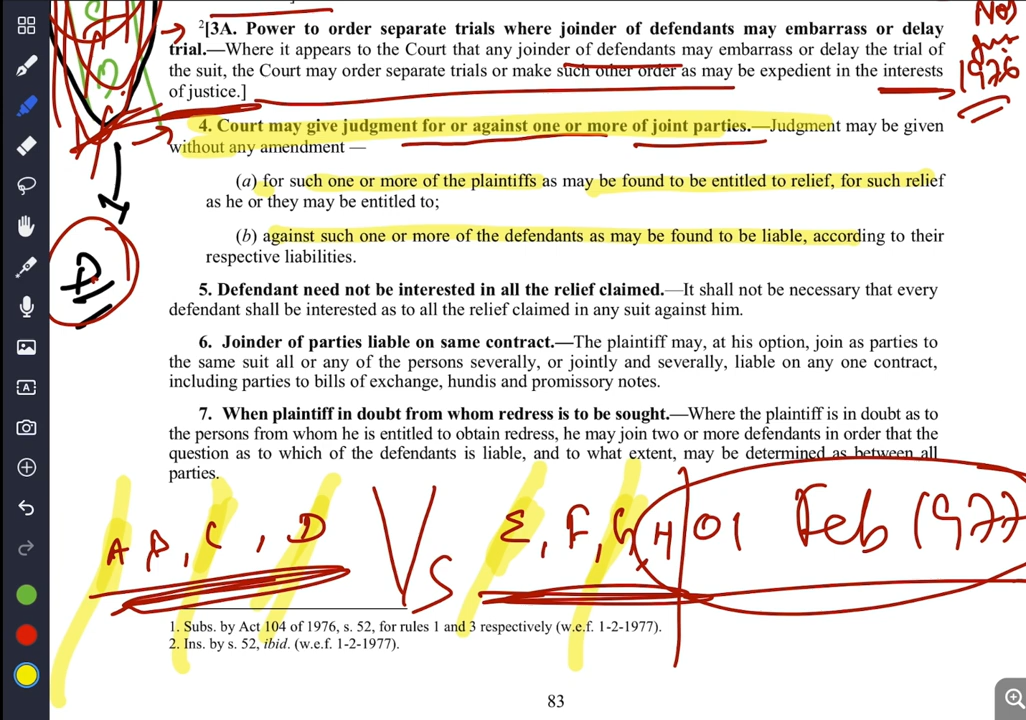 ²[3A. Power to order separate trials where joinder of defendants may embarrass or delay
trial.—Where it appears to the Court that any joinder of defendants may embarrass or delay the trial of
the suit, the Court may order separate trials or make such other order as may be expedient in the interests
of justice.]
1976
4. Court may give judgment for or against one or more of joint parties.—Judgment may be given
without any amendment —
(a) for such one or more of the plaintiffs as may be found to be entitled to relief, for such relief
as he or they may be entitled to;
(b) against such one or more of the defendants as may be found to be liable, according to their
respective liabilities.
5. Defendant need not be interested in all the relief claimed.—It shall not be necessary that every
defendant shall be interested as to all the relief claimed in any suit against him.
6. Joinder of parties liable on same contract.—The plaintiff may, at his option, join as parties to
the same suit all or any of the persons severally, or jointly and severally, liable on any one contract,
including parties to bills of exchange, hundis and promissory notes.
7. When plaintiff in doubt from whom redress is to be sought.—Where the plaintiff is in doubt as to
the persons from whom he is entitled to obtain redress, he may join two or more defendants in order that the
question as to which of the defendants is liable, and to what extent, may be determined as between all
parties.
A B, C, D Vs E, F, G, H 01 Feb 1977
1. Subs. by Act 104 of 1976, s. 52, for rules 1 and 3 respectively (w.e.f. 1-2-1977).
2. Ins. by s. 52, ibid. (w.e.f. 1-2-1977).
83